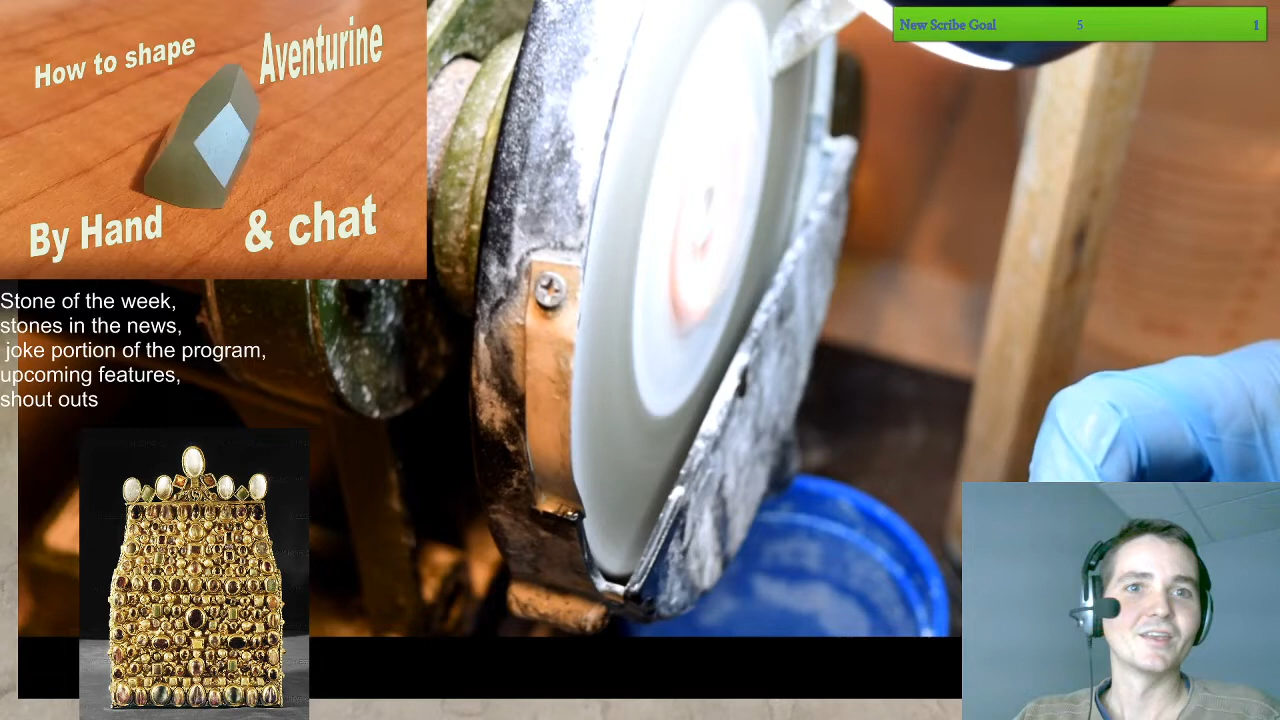 How to shape
Aventurine
By Hand
& chat
New Scribe Goal 5 1
Stone of the week,
stones in the news,
joke portion of the program,
upcoming features,
shout outs